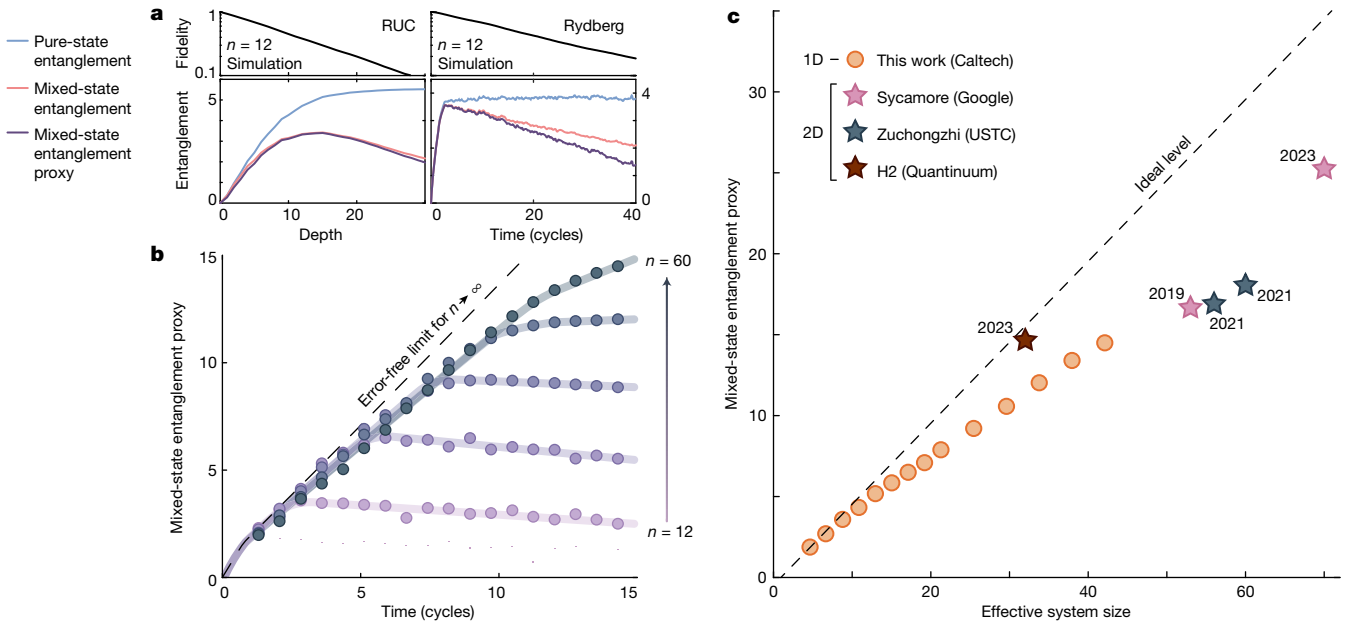 a
Pure-state
entanglement
Mixed-state
entanglement
Mixed-state
entanglement
proxy
Fidelity
1
0.1
RUC
n = 12
Simulation
Rydberg
n = 12
Simulation
Entanglement
5
0
4
0
0 10 20
Depth
0 20 40
Time (cycles)
b
Mixed-state entanglement proxy
15
10
5
0
Error-free limit for n → ∞
n = 60
n = 12
0 5 10 15
Time (cycles)
c
Mixed-state entanglement proxy
30
20
10
0
1D
This work (Caltech)
2D
Sycamore (Google)
Zuchongzhi (USTC)
H2 (Quantinuum)
Ideal level
2023
2023
2019
2021
2021
0 20 40 60
Effective system size